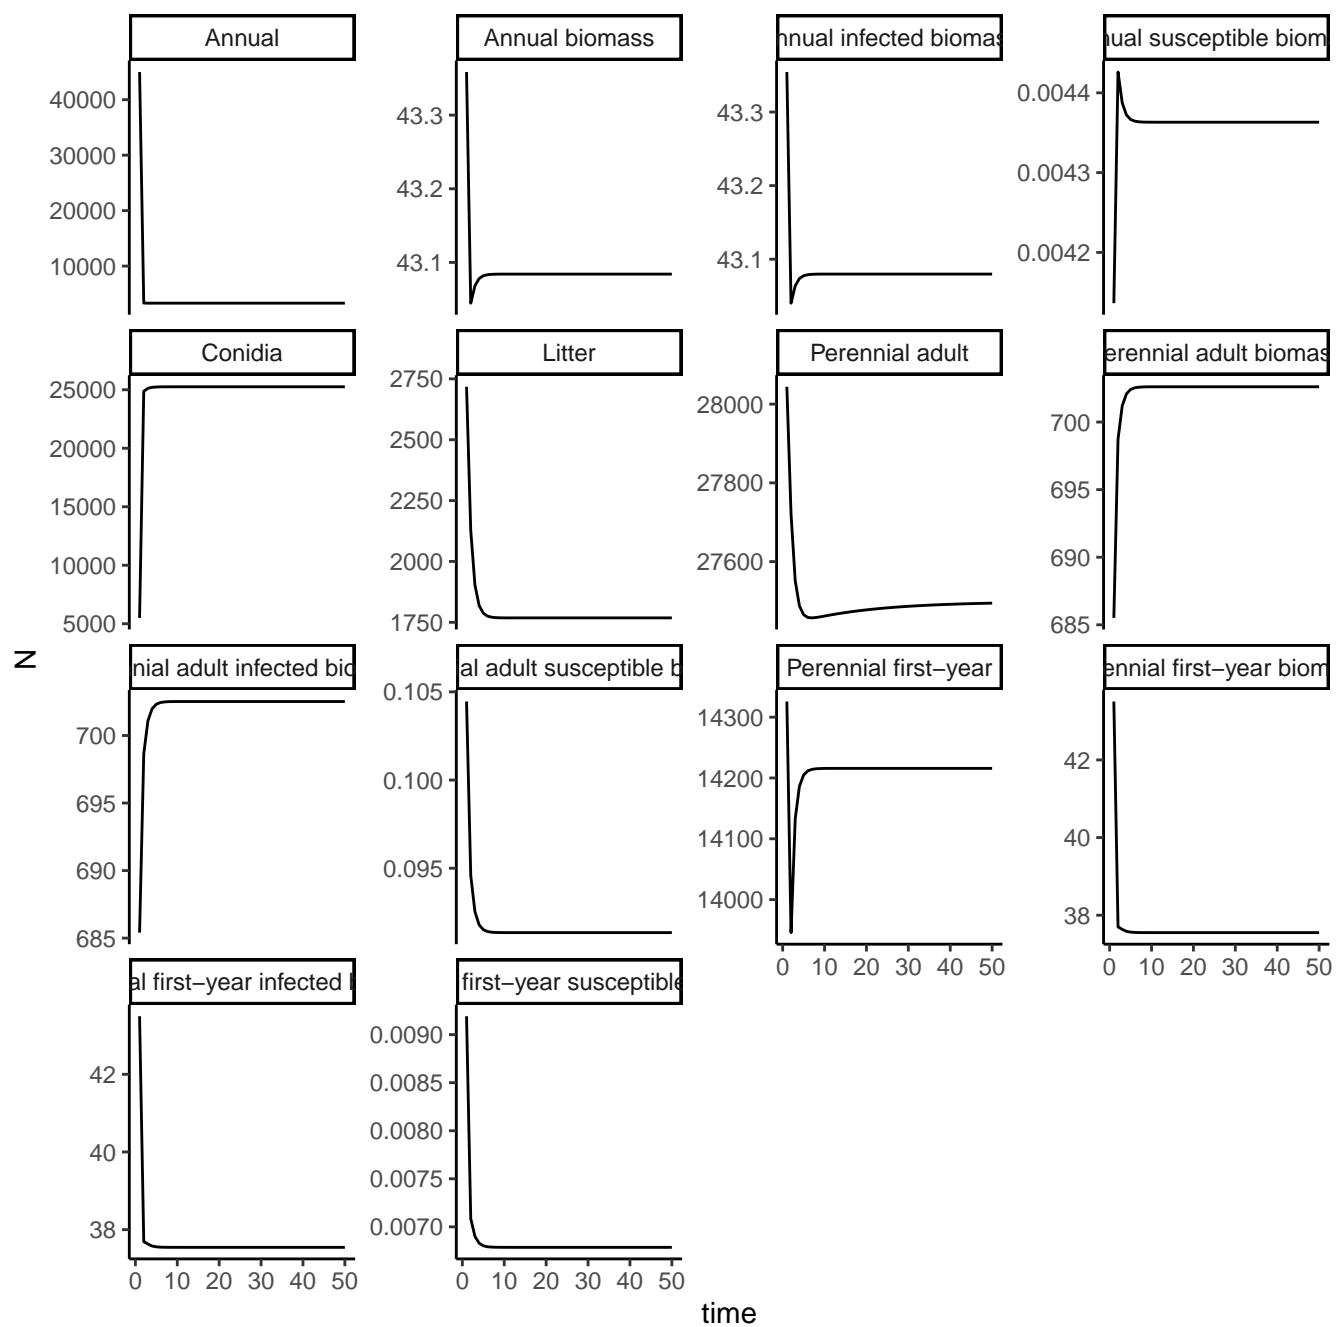 Annual
Annual biomass
nnual infected biomas
nual susceptible biom
40000
30000
20000
10000
43.3
43.2
43.1
43.3
43.2
43.1
0.0044
0.0043
0.0042
Conidia
Litter
Perennial adult
erennial adult biomas
25000
20000
15000
10000
5000
2750
2500
2250
2000
1750
28000
27800
27600
700
695
690
685
N
nial adult infected bio
al adult susceptible b
Perennial first−year
ennial first−year biom
700
695
690
685
0.105
0.100
0.095
14300
14200
14100
14000
42
40
38
0 10 20 30 40 50
0 10 20 30 40 50
al first−year infected b
first−year susceptible
42
40
38
0.0090
0.0085
0.0080
0.0075
0.0070
0 10 20 30 40 50
0 10 20 30 40 50
time